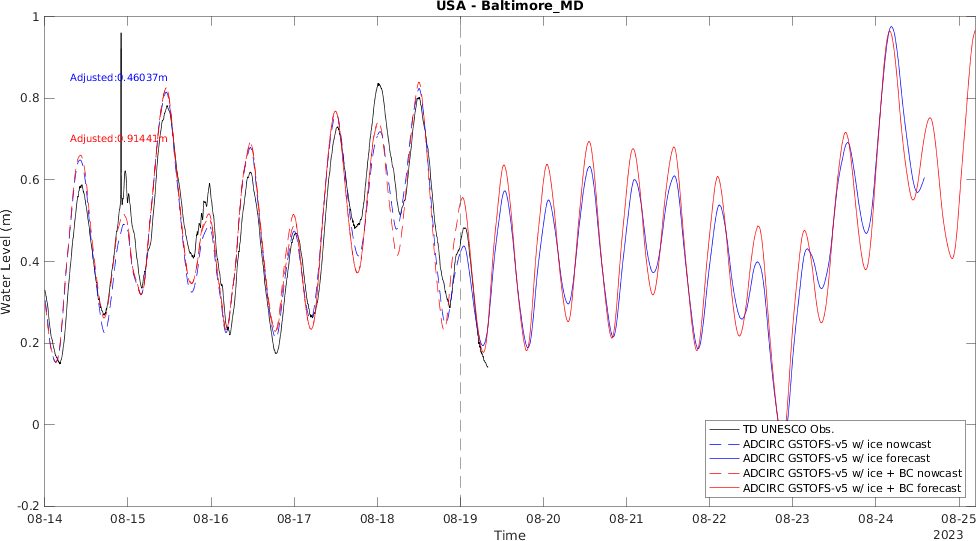 USA - Baltimore_MD
1
0.8
0.6
0.4
0.2
0
-0.2
Water Level (m)
Adjusted:0.46037m
Adjusted:0.91441m
TD UNESCO Obs.
ADCIRC GSTOFS-v5 w/ ice nowcast
ADCIRC GSTOFS-v5 w/ ice forecast
ADCIRC GSTOFS-v5 w/ ice + BC nowcast
ADCIRC GSTOFS-v5 w/ ice + BC forecast
08-14 08-15 08-16 08-17 08-18 08-19 08-20 08-21 08-22 08-23 08-24 08-25
Time 2023